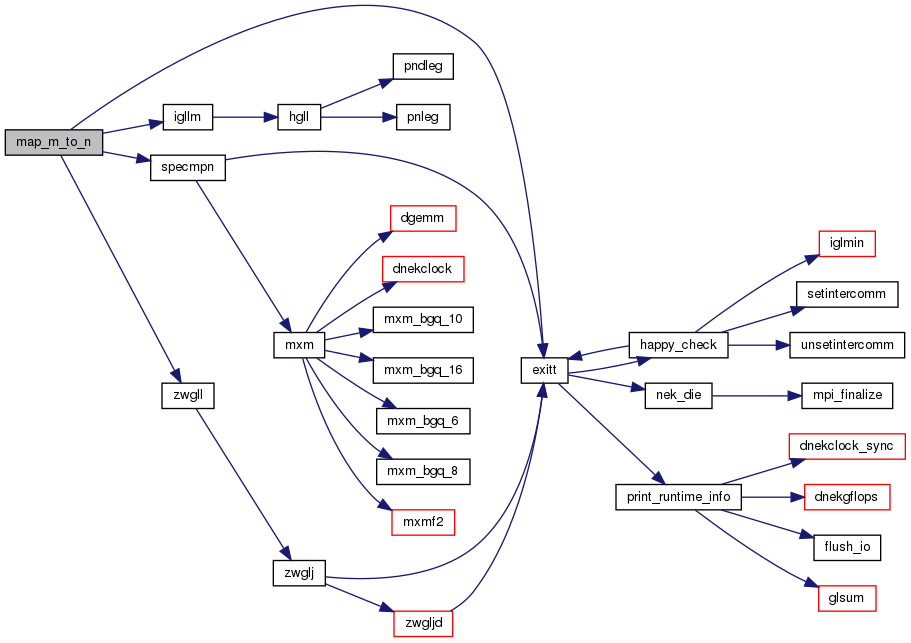 map_m_to_n
igllm
hgll
pndleg
pnleg
specmpn
mxm
dgemm
dnekclock
mxm_bgq_10
mxm_bgq_16
mxm_bgq_6
mxm_bgq_8
mxmf2
zwgll
zwglj
zwgljd
exitt
happy_check
iglmin
setintercomm
unsetintercomm
nek_die
mpi_finalize
print_runtime_info
dnekclock_sync
dnekgflops
flush_io
glsum